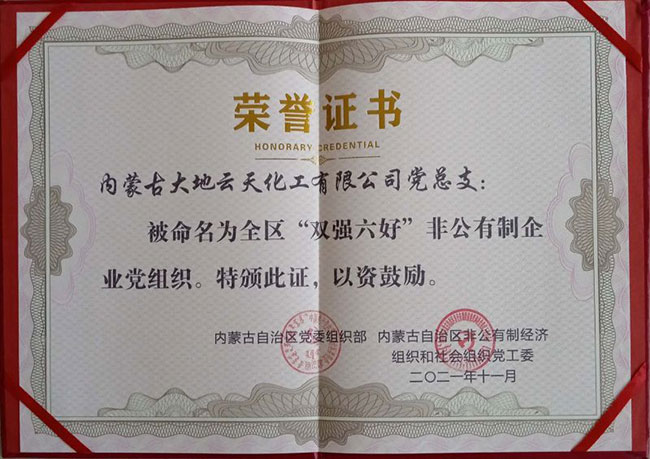 荣誉证书
HONORARY CREDENTIAL
内蒙古大地云天化工有限公司党总支：
被命名为全区“双强六好”非公有制企
业党组织。特颁此证，以资鼓励。
内蒙古自治区党委组织部 内蒙古自治区非公有制经济
组织和社会组织党工委
二〇二一年十一月